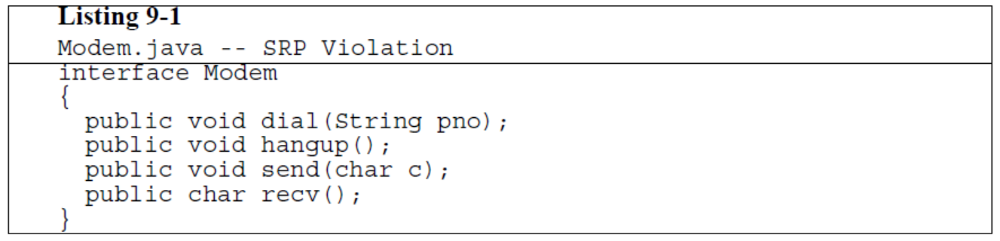 Listing 9-1
Modem.java -- SRP Violation
interface Modem
{
  public void dial(String pno);
  public void hangup();
  public void send(char c);
  public char recv();
}